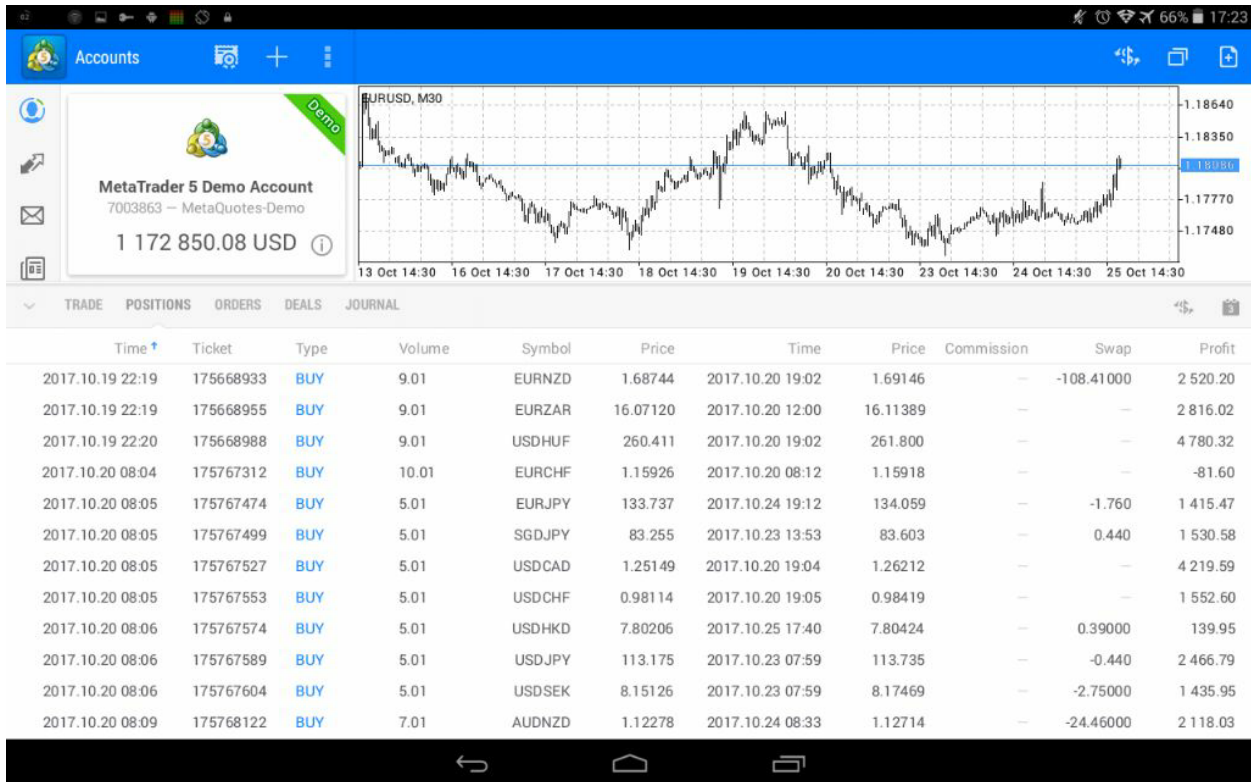 62 66% 17:23
Accounts
Demo
5
MetaTrader 5 Demo Account
7003863 — MetaQuotes-Demo
1 172 850.08 USD
EURUSD, M30
1.18640
1.18350
1.17770
1.17480
13 Oct 14:30 16 Oct 14:30 17 Oct 14:30 18 Oct 14:30 19 Oct 14:30 20 Oct 14:30 23 Oct 14:30 24 Oct 14:30 25 Oct 14:30
TRADE POSITIONS ORDERS DEALS JOURNAL
3
Time Ticket Type Volume Symbol Price Time Price Commission Swap Profit
2017.10.19 22:19 175668933 BUY 9.01 EURNZD 1.68744 2017.10.20 19:02 1.69146 — -108.41000 2 520.20
2017.10.19 22:19 175668955 BUY 9.01 EURZAR 16.07120 2017.10.20 12:00 16.11389 — — 2 816.02
2017.10.19 22:20 175668988 BUY 9.01 USDHUF 260.411 2017.10.20 19:02 261.800 — — 4 780.32
2017.10.20 08:04 175767312 BUY 10.01 EURCHF 1.15926 2017.10.20 08:12 1.15918 — — -81.60
2017.10.20 08:05 175767474 BUY 5.01 EURJPY 133.737 2017.10.24 19:12 134.059 — -1.760 1 415.47
2017.10.20 08:05 175767499 BUY 5.01 SGDJPY 83.255 2017.10.23 13:53 83.603 — 0.440 1 530.58
2017.10.20 08:05 175767527 BUY 5.01 USDCAD 1.25149 2017.10.20 19:04 1.26212 — — 4 219.59
2017.10.20 08:05 175767553 BUY 5.01 USDCHF 0.98114 2017.10.20 19:05 0.98419 — — 1 552.60
2017.10.20 08:06 175767574 BUY 5.01 USDHKD 7.80206 2017.10.25 17:40 7.80424 — 0.39000 139.95
2017.10.20 08:06 175767589 BUY 5.01 USDJPY 113.175 2017.10.23 07:59 113.735 — -0.440 2 466.79
2017.10.20 08:06 175767604 BUY 5.01 USDSEK 8.15126 2017.10.23 07:59 8.17469 — -2.75000 1 435.95
2017.10.20 08:09 175768122 BUY 7.01 AUDNZD 1.12278 2017.10.24 08:33 1.12714 — -24.46000 2 118.03